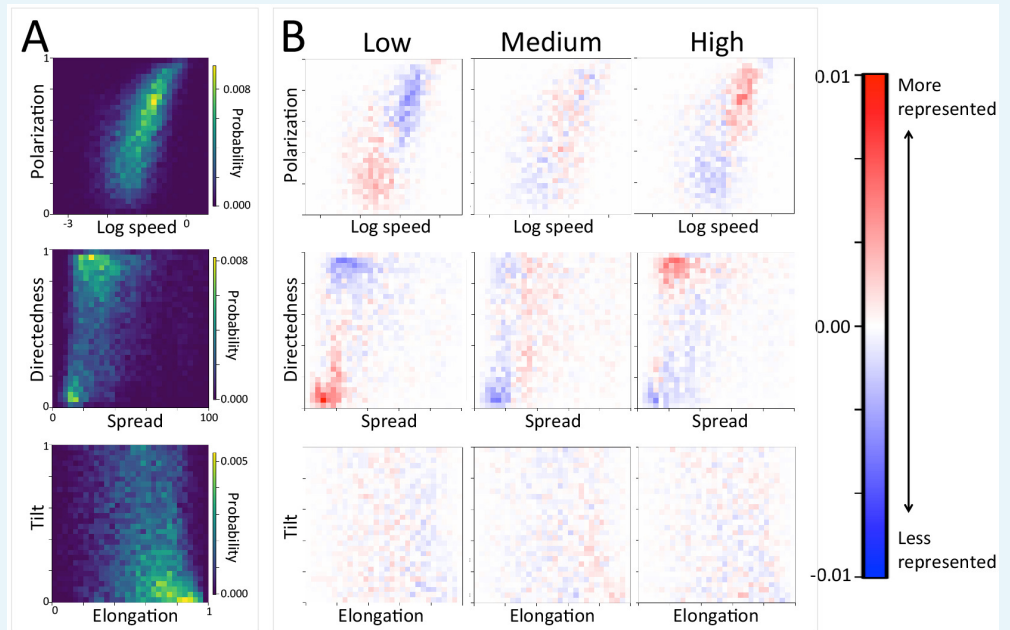 A
B
Low
Medium
High
1
Polarization
0
-3
Log speed
0
0.008
Probability
0.000
Polarization
Log speed
Log speed
Log speed
0.01
More
represented
0.00
Less
represented
-0.01
1
Directedness
0
0
Spread
100
0.008
Probability
0.000
Directedness
Spread
Spread
Spread
1
Tilt
0
0
Elongation
1
0.005
Probability
0.000
Tilt
Elongation
Elongation
Elongation